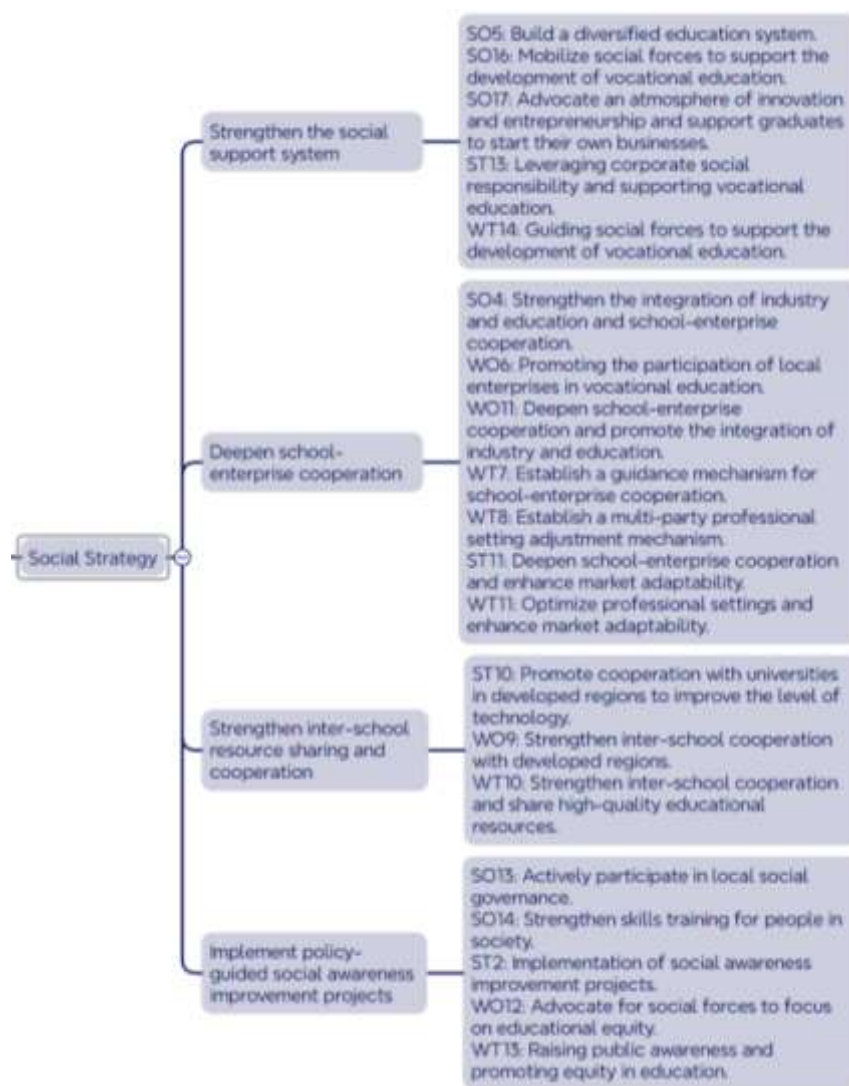 Social Strategy
Strengthen the social
support system
SO5: Build a diversified education system.
SO16: Mobilize social forces to support the
development of vocational education.
SO17: Advocate an atmosphere of innovation
and entrepreneurship and support graduates
to start their own businesses.
ST13: Leveraging corporate social
responsibility and supporting vocational
education.
WT14: Guiding social forces to support the
development of vocational education.
Deepen school-
enterprise cooperation
SO4: Strengthen the integration of industry
and education and school-enterprise
cooperation.
WO6: Promoting the participation of local
enterprises in vocational education.
WO11: Deepen school-enterprise
cooperation and promote the integration of
industry and education.
WT7: Establish a guidance mechanism for
school-enterprise cooperation.
WT8: Establish a multi-party professional
setting adjustment mechanism.
ST11: Deepen school-enterprise cooperation
and enhance market adaptability.
WT11: Optimize professional settings and
enhance market adaptability.
Strengthen inter-school
resource sharing and
cooperation
ST10: Promote cooperation with universities
in developed regions to improve the level of
technology.
WO9: Strengthen inter-school cooperation
with developed regions.
WT10: Strengthen inter-school cooperation
and share high-quality educational
resources.
Implement policy-
guided social awareness
improvement projects
SO13: Actively participate in local social
governance.
SO14: Strengthen skills training for people in
society.
ST2: Implementation of social awareness
improvement projects.
WO12: Advocate for social forces to focus
on educational equity.
WT13: Raising public awareness and
promoting equity in education.